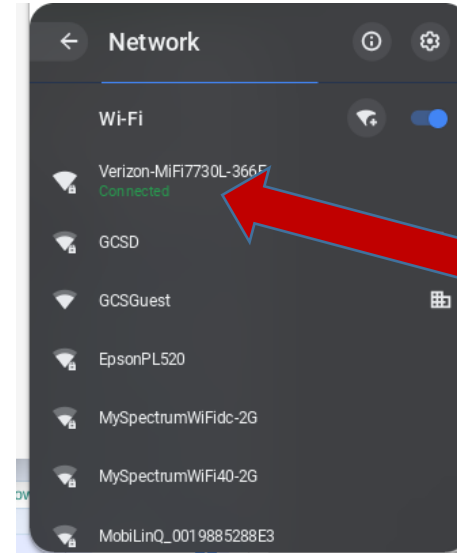 Network
Wi-Fi
Verizon-MiFi7730L-366F
Connected
GCSD
GCSGuest
EpsonPL520
MySpectrumWiFidc-2G
MySpectrumWiFi40-2G
MobiLinQ_0019885288E3